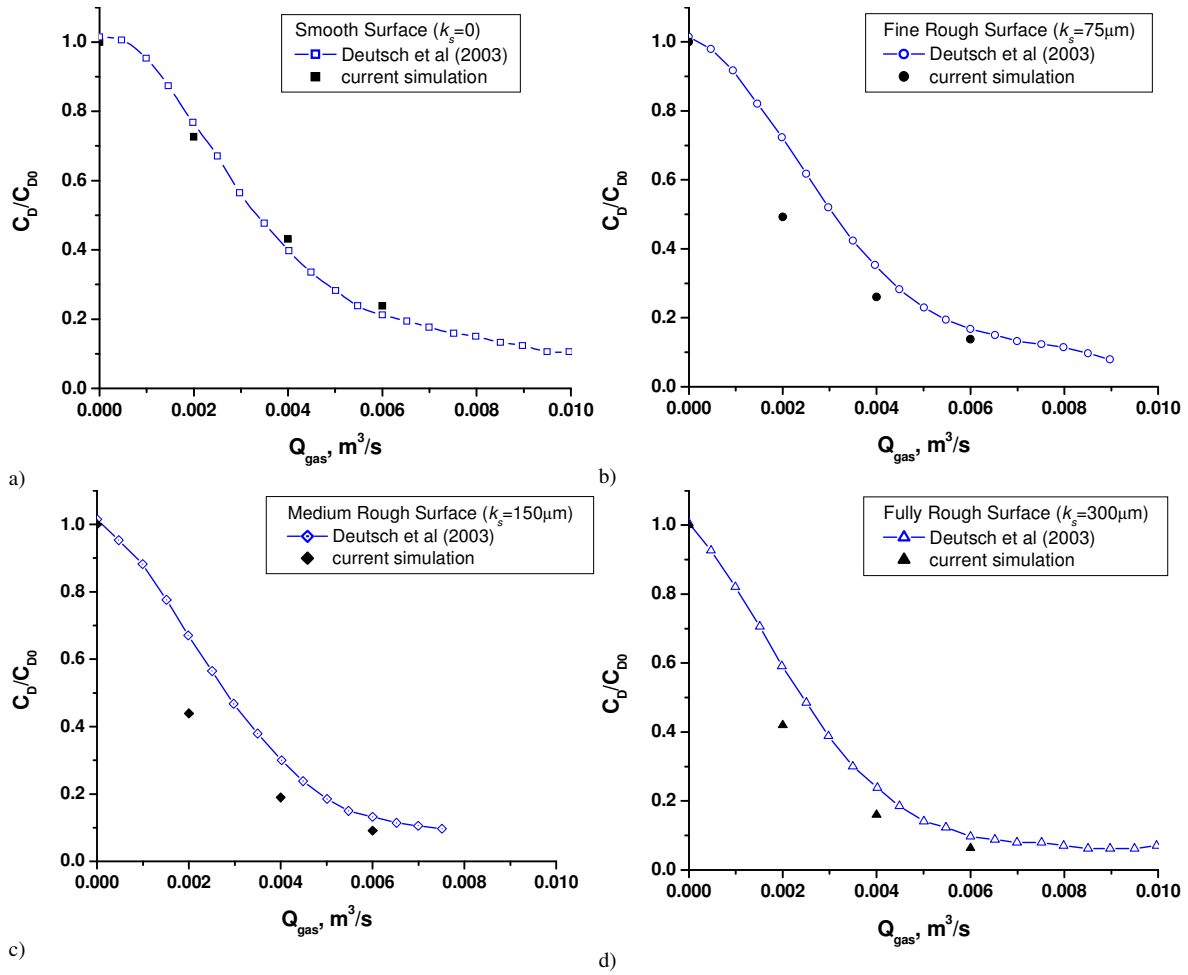 Smooth Surface (ks=0)
Deutsch et al (2003)
current simulation
1.0
0.8
0.6
0.4
0.2
0.0
CD/CD0
0.000 0.002 0.004 0.006 0.008 0.010
Qgas, m³/s
a)
Fine Rough Surface (ks=75μm)
Deutsch et al (2003)
current simulation
1.0
0.8
0.6
0.4
0.2
0.0
CD/CD0
0.000 0.002 0.004 0.006 0.008 0.010
Qgas, m³/s
b)
Medium Rough Surface (ks=150μm)
Deutsch et al (2003)
current simulation
1.0
0.8
0.6
0.4
0.2
0.0
CD/CD0
0.000 0.002 0.004 0.006 0.008 0.010
Qgas, m³/s
c)
Fully Rough Surface (ks=300μm)
Deutsch et al (2003)
current simulation
1.0
0.8
0.6
0.4
0.2
0.0
CD/CD0
0.000 0.002 0.004 0.006 0.008 0.010
Qgas, m³/s
d)